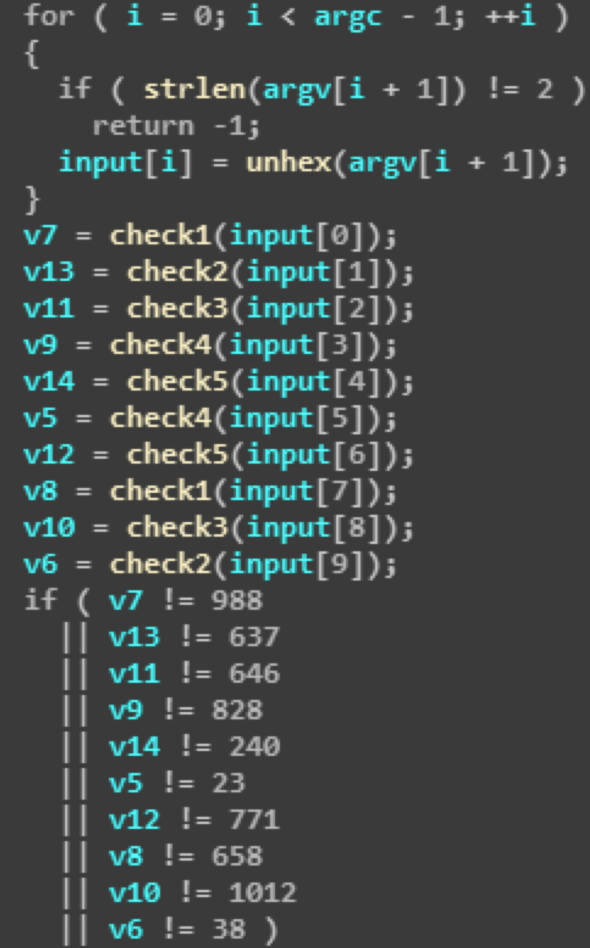 for ( i = 0; i < argc - 1; ++i )
{
if ( strlen(argv[i + 1]) != 2 )
return -1;
input[i] = unhex(argv[i + 1]);
}
v7 = check1(input[0]);
v13 = check2(input[1]);
v11 = check3(input[2]);
v9 = check4(input[3]);
v14 = check5(input[4]);
v5 = check4(input[5]);
v12 = check5(input[6]);
v8 = check1(input[7]);
v10 = check3(input[8]);
v6 = check2(input[9]);
if ( v7 != 988
|| v13 != 637
|| v11 != 646
|| v9 != 828
|| v14 != 240
|| v5 != 23
|| v12 != 771
|| v8 != 658
|| v10 != 1012
|| v6 != 38 )